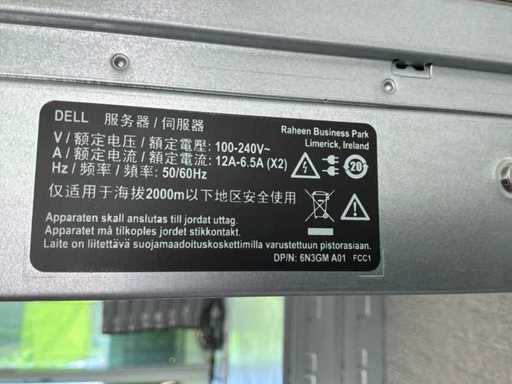 DELL 服务器 / 伺服器
V / 额定电压 / 額定電壓: 100-240V~
A / 额定电流 / 額定電流: 12A-6.5A (X2)
Hz / 频率 / 頻率: 50/60Hz
仅适用于海拔2000m以下地区安全使用
Raheen Business Park
Limerick, Ireland
20
Apparaten skall anslutas till jordat uttag.
Apparatet må tilkoples jordet stikkontakt.
Laite on liitettävä suojamaadoituskoskettimilla varustettuun pistorasiaan.
DP/N: 6N3GM A01 FCC1